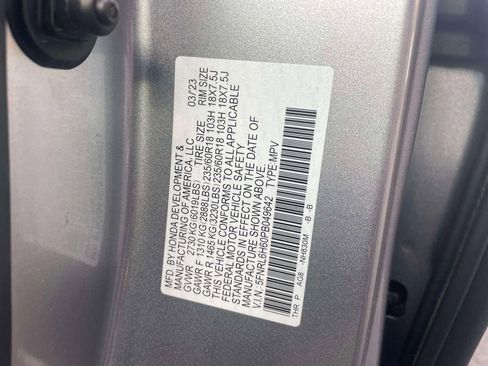 MFD. BY HONDA DEVELOPMENT & 03/23
MANUFACTURING OF AMERICA, LLC
GVWR 2730 KG(6019LBS) TIRE SIZE RIM SIZE
GAWR F 1310 KG(2888LBS)235/60R18 103H 18X7.5J
GAWR R 1465 KG(3230LBS)235/60R18 103H 18X7.5J
THIS VEHICLE CONFORMS TO ALL APPLICABLE
FEDERAL MOTOR VEHICLE SAFETY
STANDARDS IN EFFECT ON THE DATE OF
MANUFACTURE SHOWN ABOVE.
V.I.N: 5FNRL6H60PB049642 TYPE:MPV
THR P AG8 -NH830M -B -B